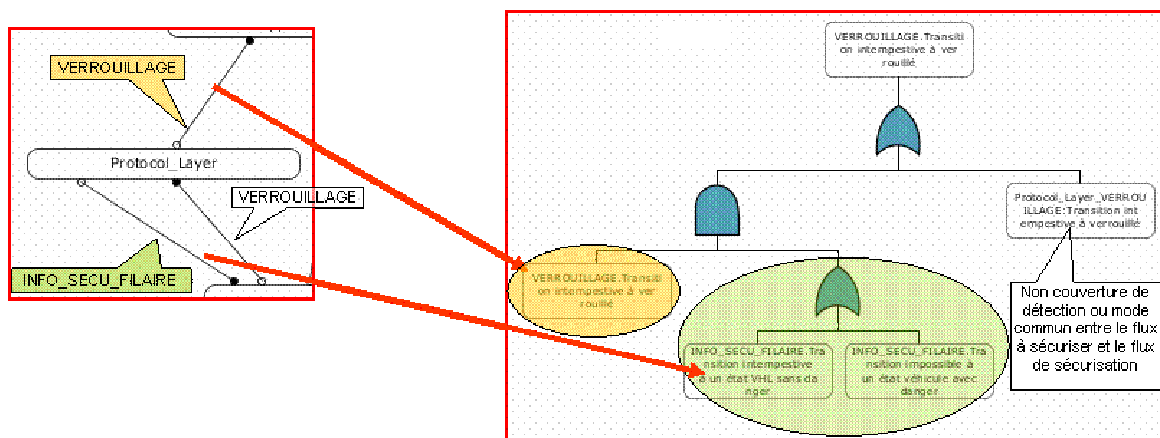 VERROUILLAGE
Protocol_Layer
VERROUILLAGE
INFO_SECU_FILAIRE
VERROUILLAGE.Transiti
on intempestive à ver
rouillé
Protocol_Layer_VERROU
ILLAGE:Transition int
empestive à verrouillé
VERROUILLAGE.Transiti
on intempestive à ver
rouillé
INFO_SECU_FILAIRE.Tra
nsition intempestive
à un état VHL sans da
nger
INFO_SECU_FILAIRE.Tra
nsition impossible à
un état véhicule avec
danger
Non couverture de
détection ou mode
commun entre le flux
à sécuriser et le flux
de sécurisation